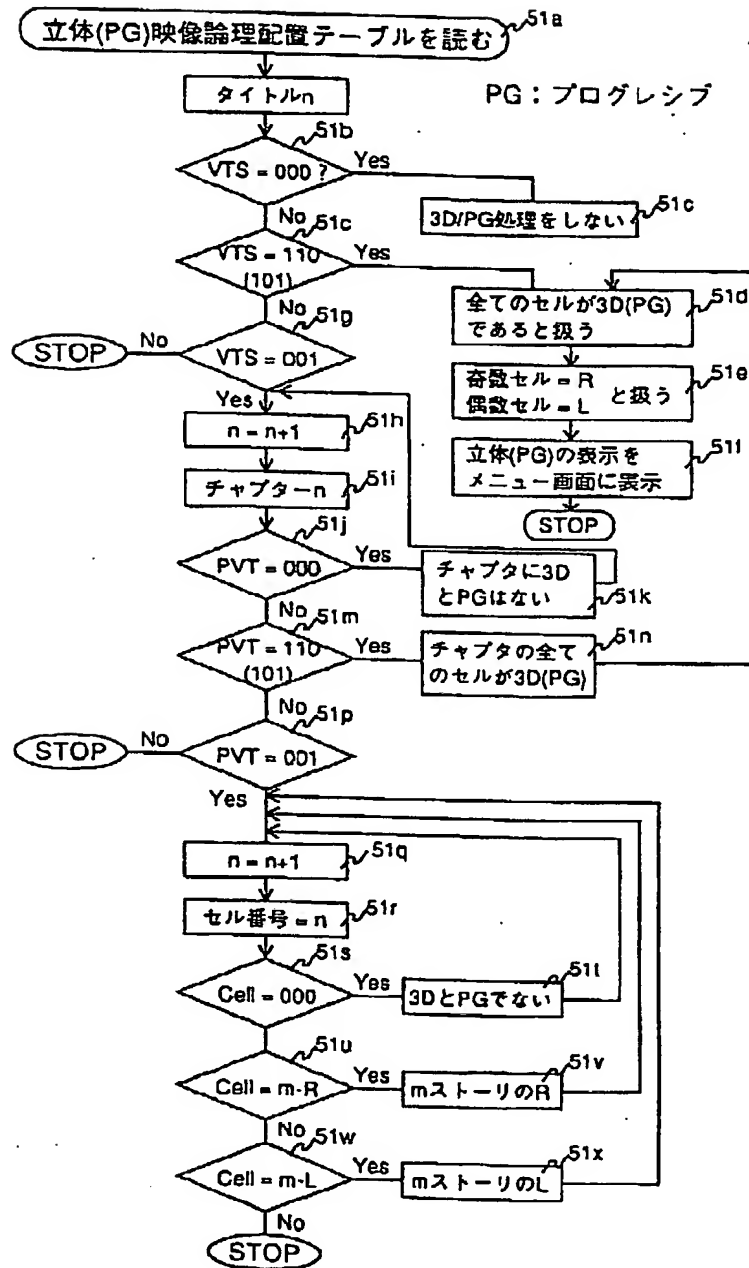 立体(PG)映像論理配置テーブルを読む
51a
タイトルn
PG：プログレシブ
51b
VTS = 000 ?
Yes
No
3D/PG処理をしない
51c
51c
VTS = 110
(101)
Yes
No
全てのセルが3D(PG)
であると扱う
51d
51g
VTS = 001
No
STOP
Yes
奇数セル = R
偶数セル = L
と扱う
51e
n = n+1
51h
立体(PG)の表示を
メニュー画面に表示
51f
STOP
チャプターn
51i
51j
PVT = 000
Yes
No
チャプタに3D
とPGはない
51k
51m
PVT = 110
(101)
Yes
No
チャプタの全て
のセルが3D(PG)
51n
51p
PVT = 001
No
STOP
Yes
n = n+1
51q
セル番号 = n
51r
51s
Cell = 000
Yes
3DとPGでない
51t
51u
Cell = m-R
Yes
No
mストーリのR
51v
51w
Cell = m-L
Yes
No
mストーリのL
51x
STOP